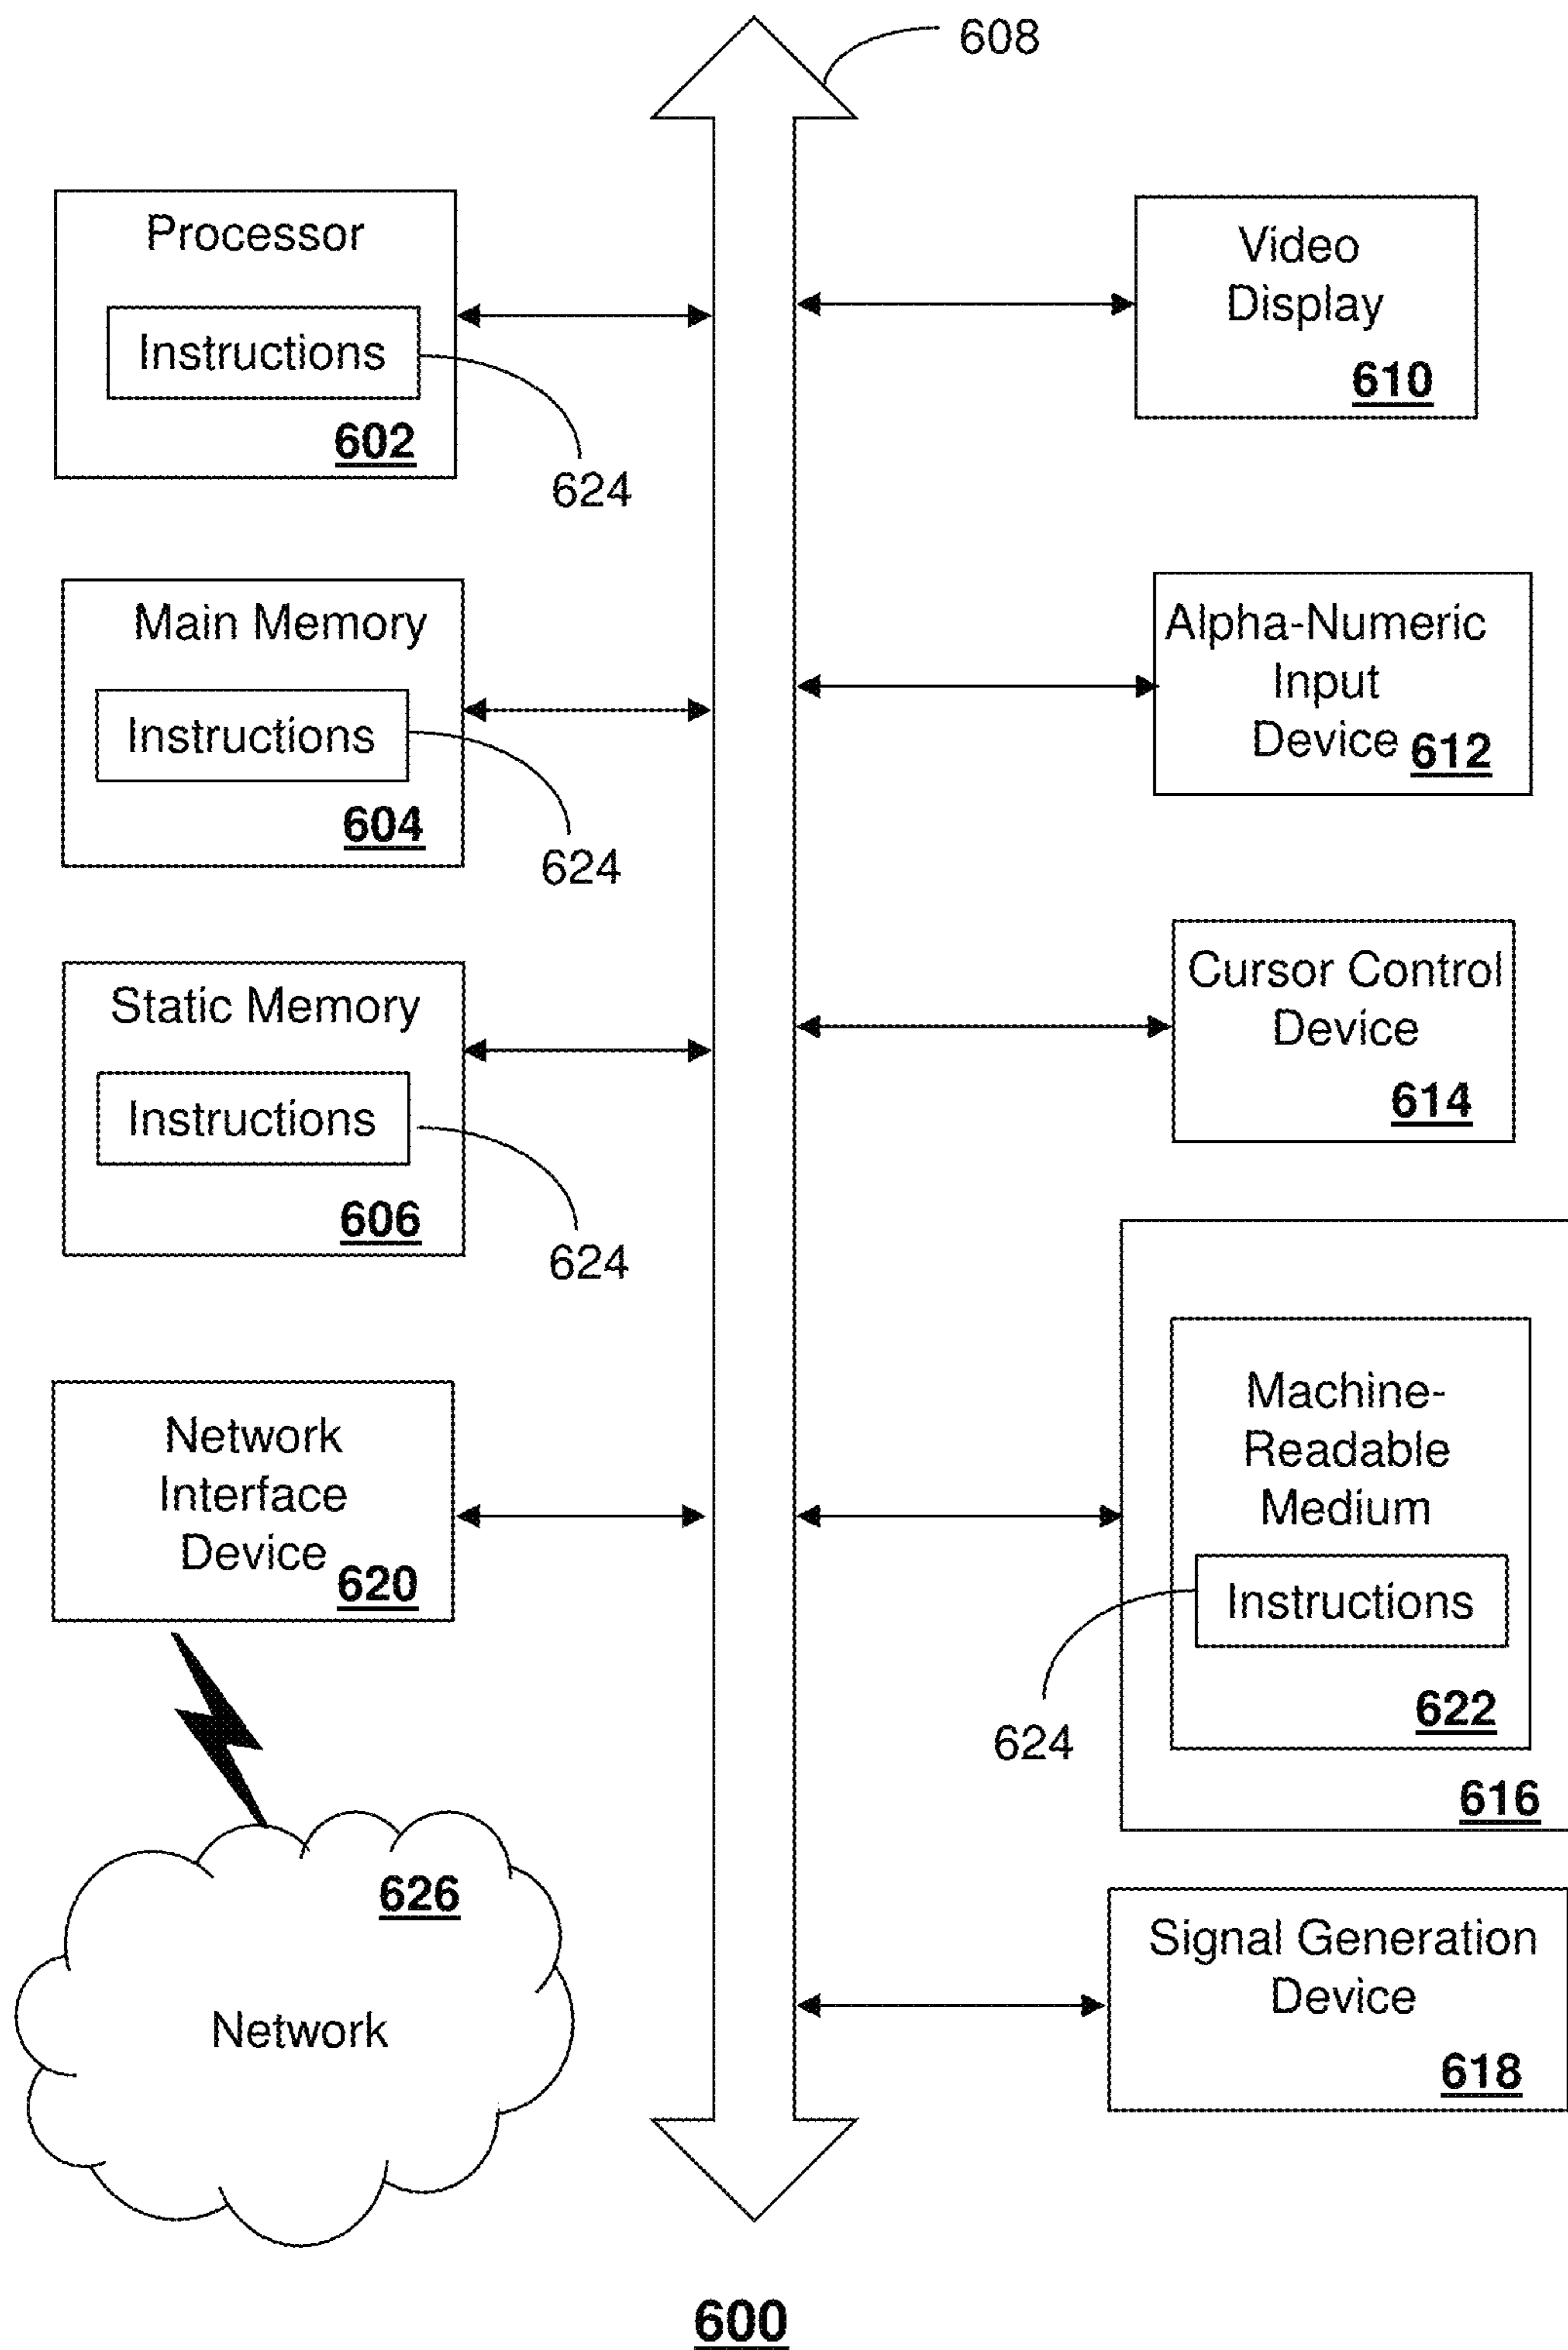 608
Processor
Instructions
602
624
Main Memory
Instructions
604
624
Static Memory
Instructions
606
624
Network
Interface
Device
620
626
Network
Video
Display
610
Alpha-Numeric
Input
Device
612
Cursor Control
Device
614
Machine-
Readable
Medium
Instructions
624
622
616
Signal Generation
Device
618
600